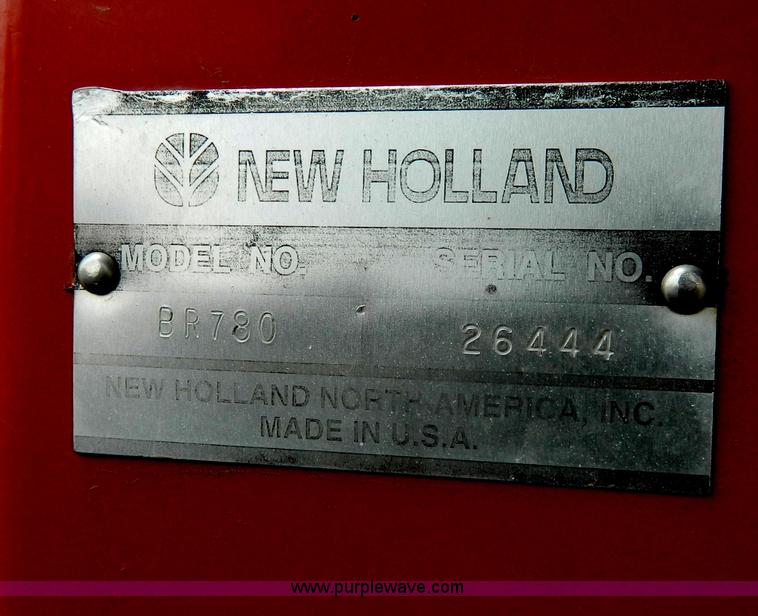 NEW HOLLAND
MODEL NO. SERIAL NO.
BR780 26444
NEW HOLLAND NORTH AMERICA, INC.
MADE IN U.S.A.
www.purplewave.com